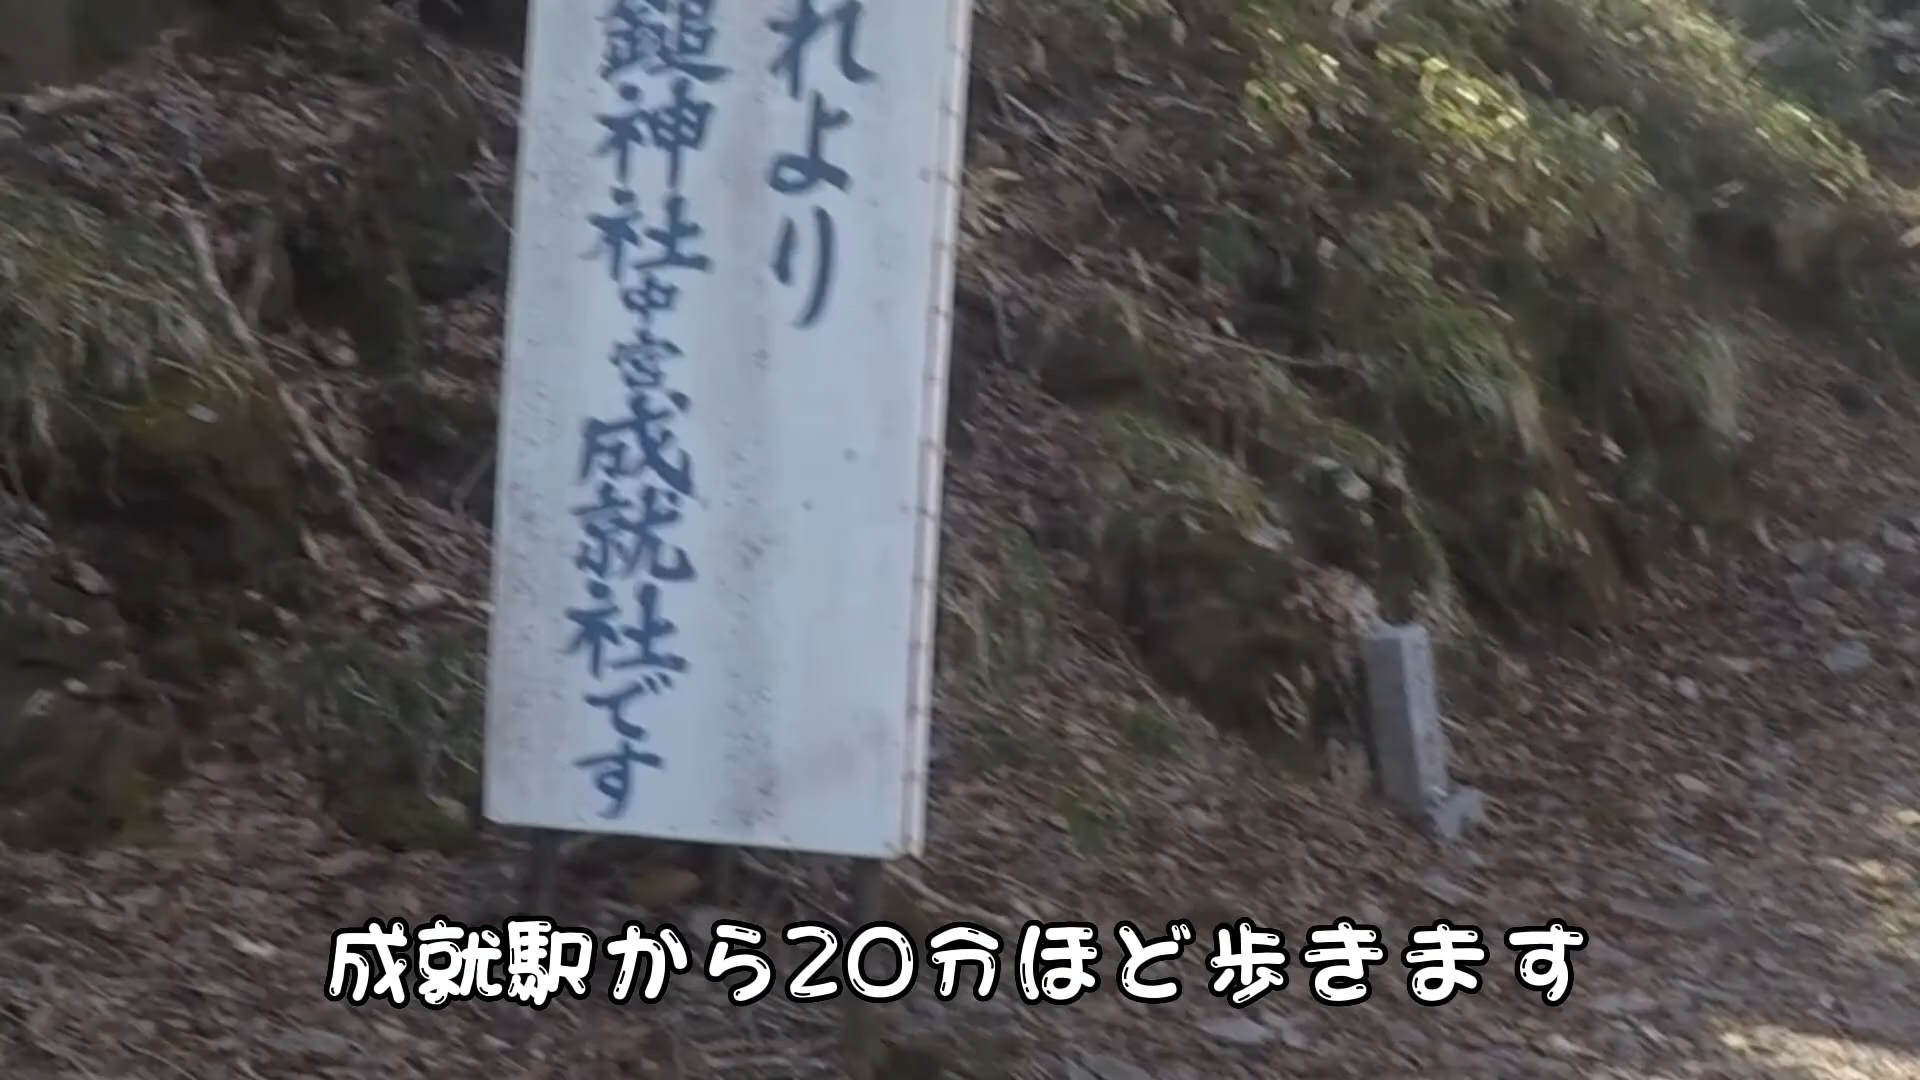 れより
鎚神社中宮成就社です
成就駅から20分ほど歩きます